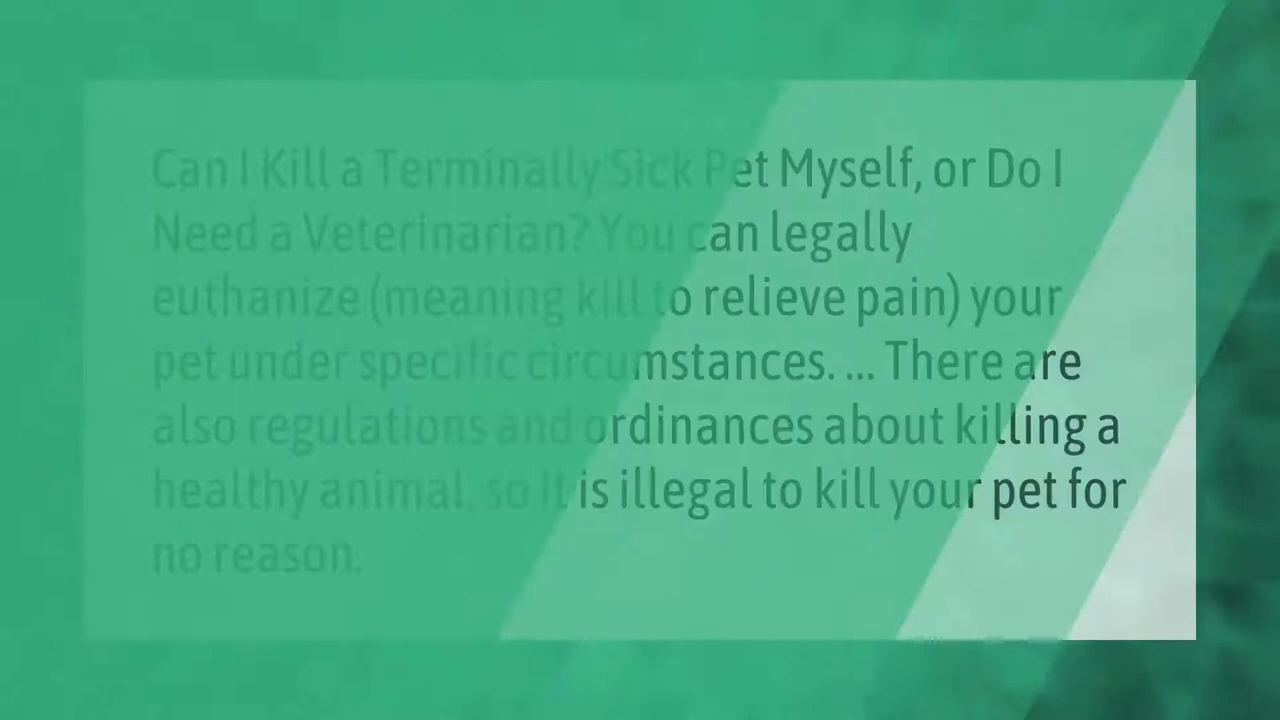 Can I Kill a Terminally Sick Pet Myself, or Do I
Need a Veterinarian? You can legally
euthanize (meaning kill to relieve pain) your
pet under specific circumstances. ... There are
also regulations and ordinances about killing a
healthy animal, so it is illegal to kill your pet for
no reason.